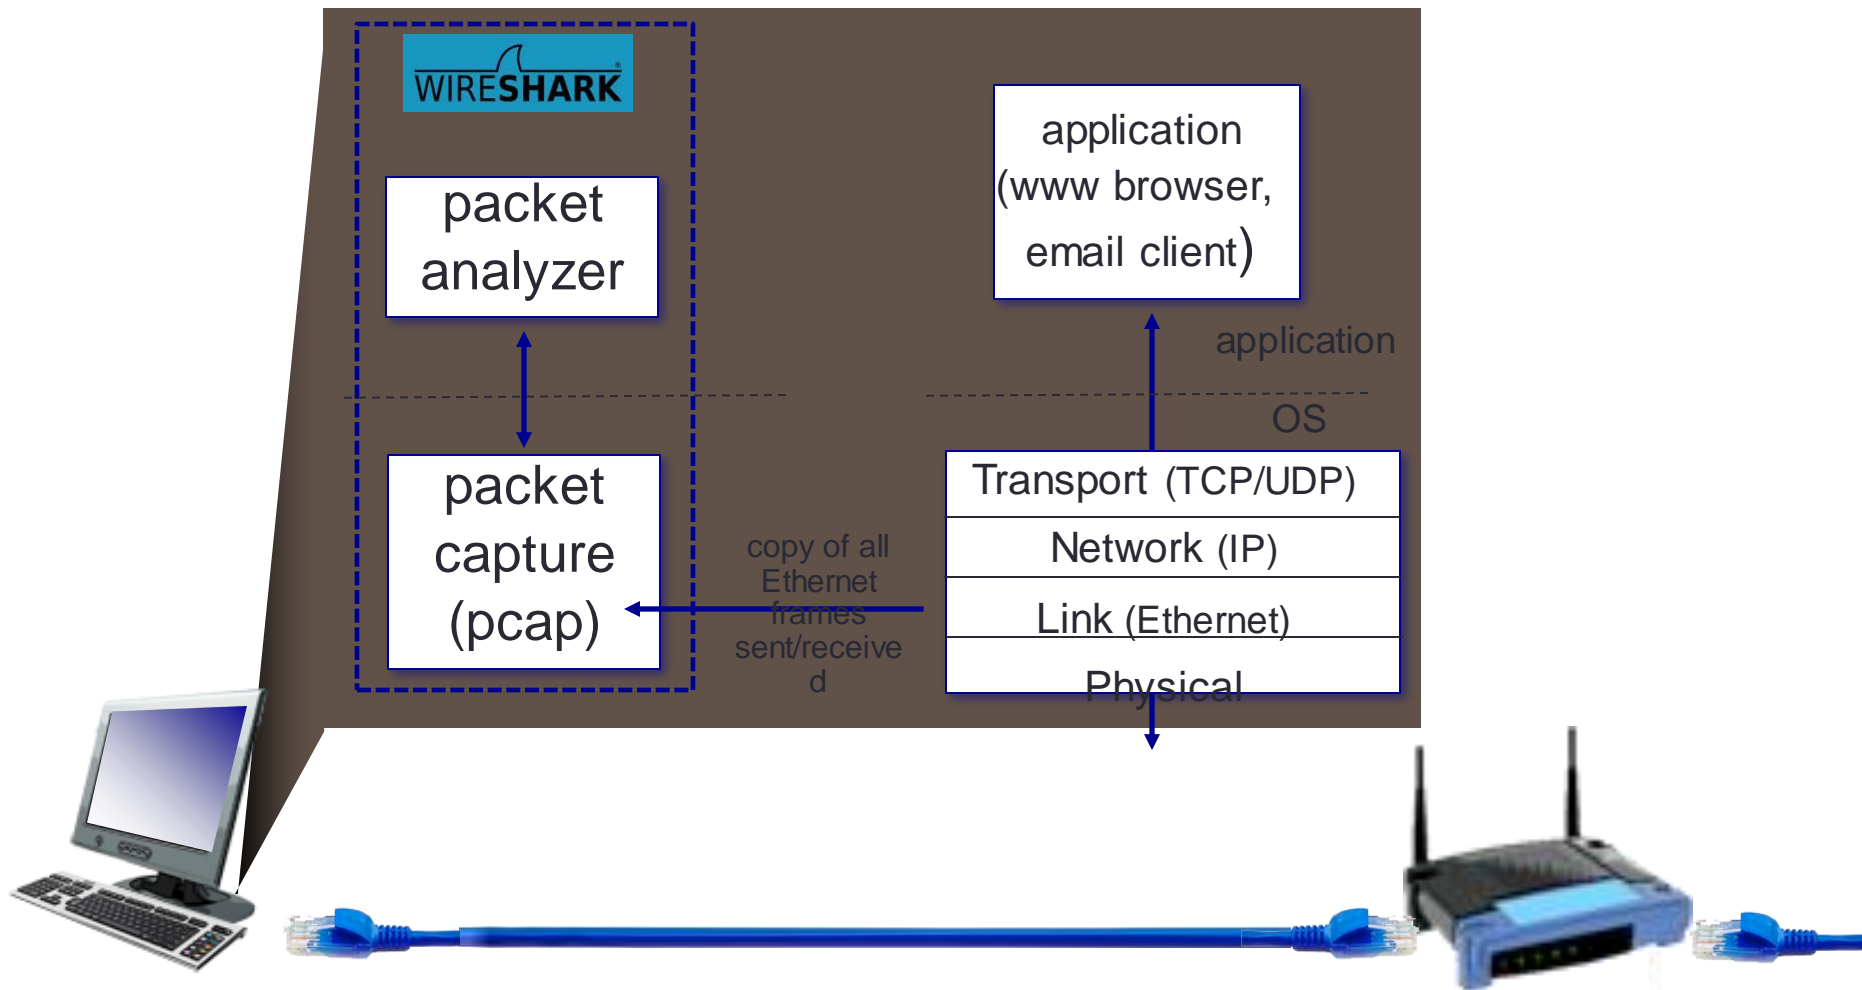 WIRESHARK
®
packet
analyzer
packet
capture
(pcap)
copy of all
Ethernet
frames
sent/receive
d
application
(www browser,
email client)
application
OS
Transport (TCP/UDP)
Network (IP)
Link (Ethernet)
Physical